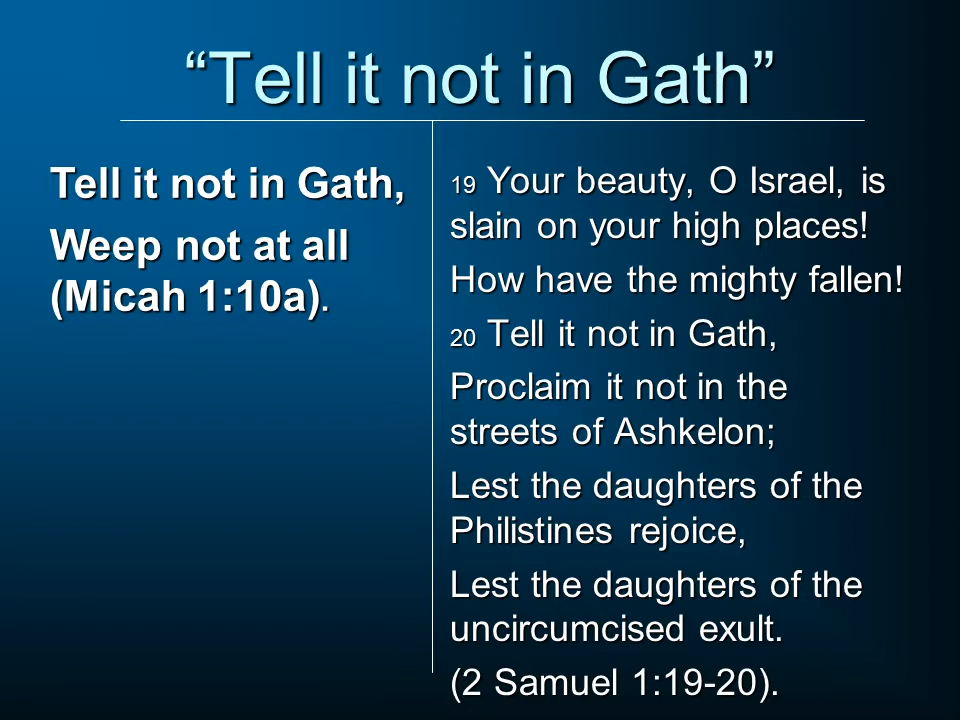 “Tell it not in Gath”
Tell it not in Gath,
Weep not at all
(Micah 1:10a).
19 Your beauty, O Israel, is
slain on your high places!
How have the mighty fallen!
20 Tell it not in Gath,
Proclaim it not in the
streets of Ashkelon;
Lest the daughters of the
Philistines rejoice,
Lest the daughters of the
uncircumcised exult.
(2 Samuel 1:19-20).